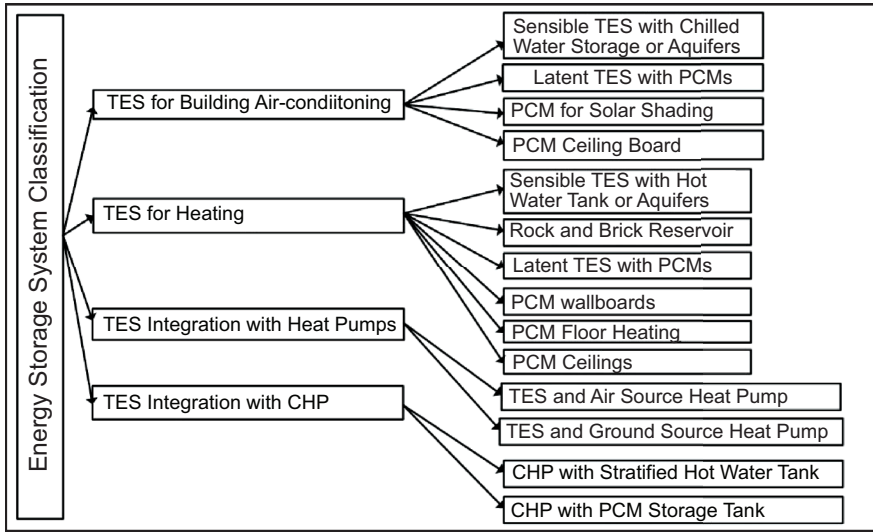 Energy Storage System Classification
TES for Building Air-condiitoning
Sensible TES with Chilled
Water Storage or Aquifers
Latent TES with PCMs
PCM for Solar Shading
PCM Ceiling Board
TES for Heating
Sensible TES with Hot
Water Tank or Aquifers
Rock and Brick Reservoir
Latent TES with PCMs
PCM wallboards
PCM Floor Heating
PCM Ceilings
TES Integration with Heat Pumps
TES and Air Source Heat Pump
TES and Ground Source Heat Pump
TES Integration with CHP
CHP with Stratified Hot Water Tank
CHP with PCM Storage Tank